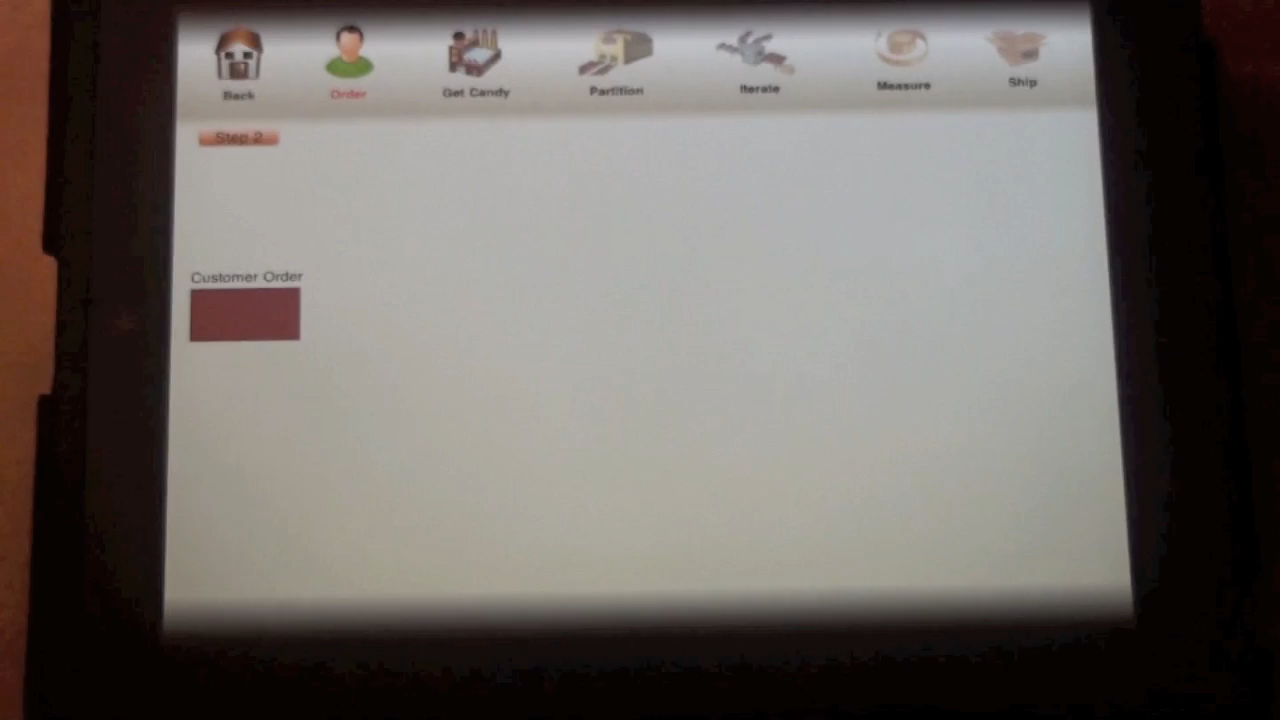 Back Order Get Candy Partition Iterate Measure Ship
Step 2
Customer Order